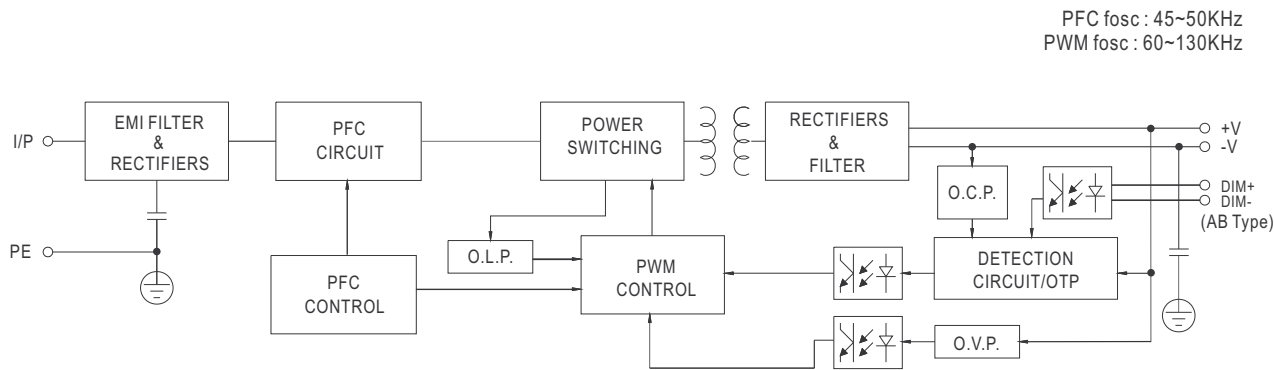 PFC fosc : 45~50KHz
PWM fosc : 60~130KHz
I/P
EMI FILTER
&
RECTIFIERS
PFC
CIRCUIT
POWER
SWITCHING
RECTIFIERS
&
FILTER
+V
-V
O.C.P.
DIM+
DIM-
(AB Type)
PE
O.L.P.
PFC
CONTROL
PWM
CONTROL
DETECTION
CIRCUIT/OTP
O.V.P.